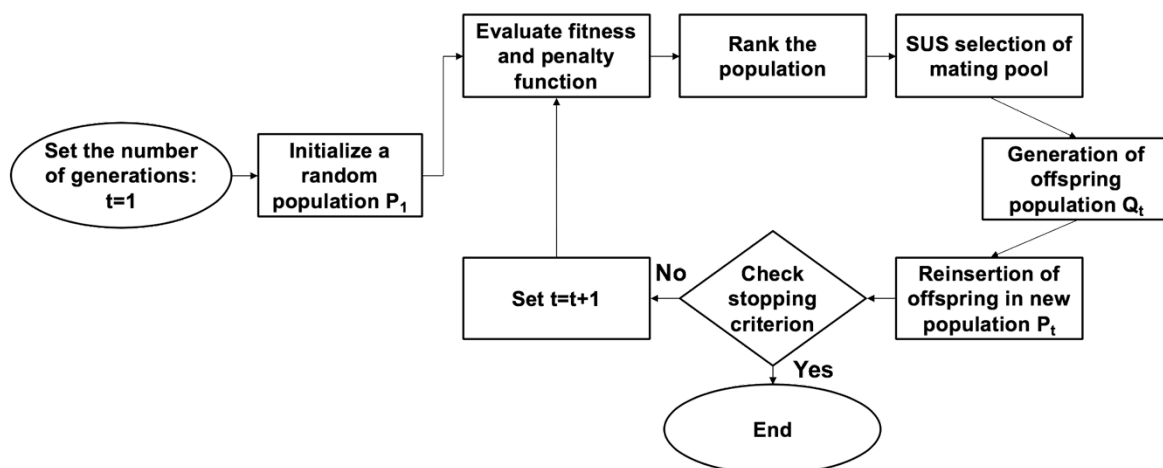 Set the number
of generations:
t=1
Initialize a
random
population P₁
Evaluate fitness
and penalty
function
Rank the
population
SUS selection of
mating pool
Generation of
offspring
population Qₜ
Reinsertion of
offspring in new
population Pₜ
Check
stopping
criterion
No
Set t=t+1
Yes
End